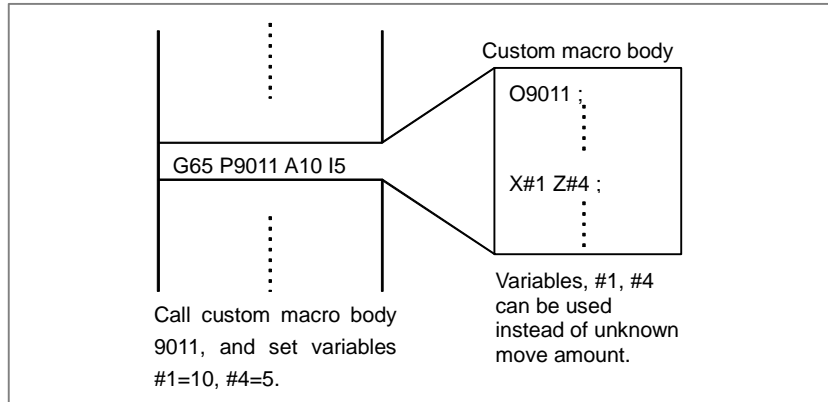 Custom macro body
O9011 ;
G65 P9011 A10 I5
X#1 Z#4 ;
Call custom macro body
9011, and set variables
#1=10, #4=5.
Variables, #1, #4
can be used
instead of unknown
move amount.